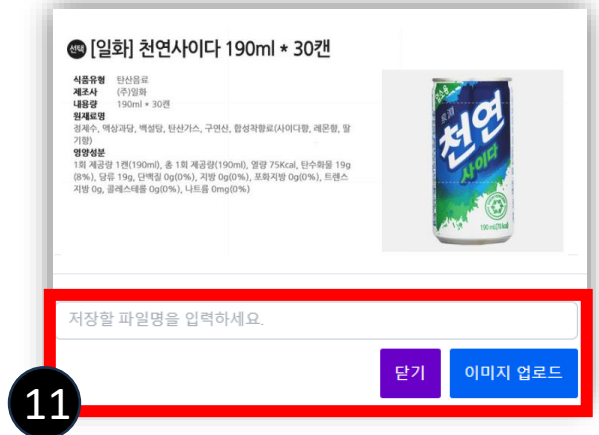 선택 [일화] 천연사이다 190ml * 30캔
식품유형 탄산음료
제조사 (주)일화
내용량 190ml * 30캔
원재료명
정제수, 액상과당, 백설탕, 탄산가스, 구연산, 합성착향료(사이다향, 레몬향, 딸
기향)
영양성분
1회 제공량 1캔(190ml), 총 1회 제공량(190ml), 열량 75Kcal, 탄수화물 19g
(8%), 당류 19g, 단백질 0g(0%), 지방 0g(0%), 포화지방 0g(0%), 트랜스
지방 0g, 콜레스테롤 0g(0%), 나트륨 0mg(0%)
천연
사이다
190 ml
저장할 파일명을 입력하세요.
닫기
이미지 업로드
11